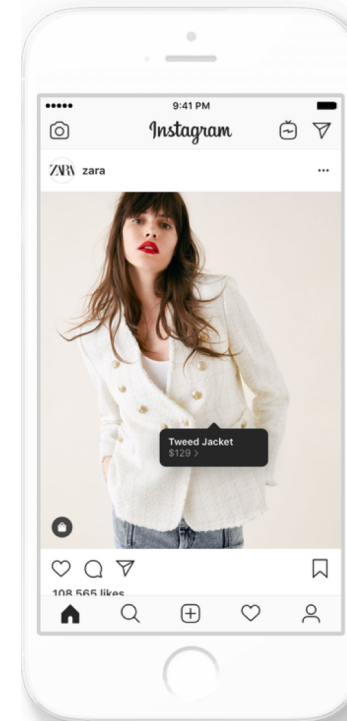 9:41 PM
Instagram
ZARA zara
Tweed Jacket
$129 >
108 565 likes